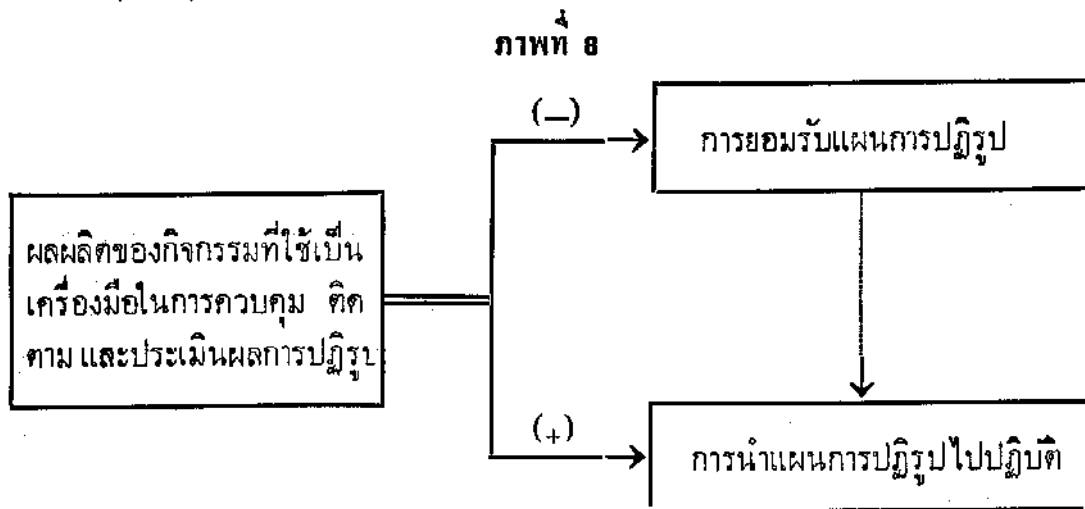 ภาพที่ 8
(—)
การยอมรับแผนการปฏิรูป
ผลผลิตของกิจกรรมที่ใช้เป็น
เครื่องมือในการควบคุม ติด
ตาม และประเมินผลการปฏิรูป
(+)
การนำแผนการปฏิรูปไปปฏิบัติ